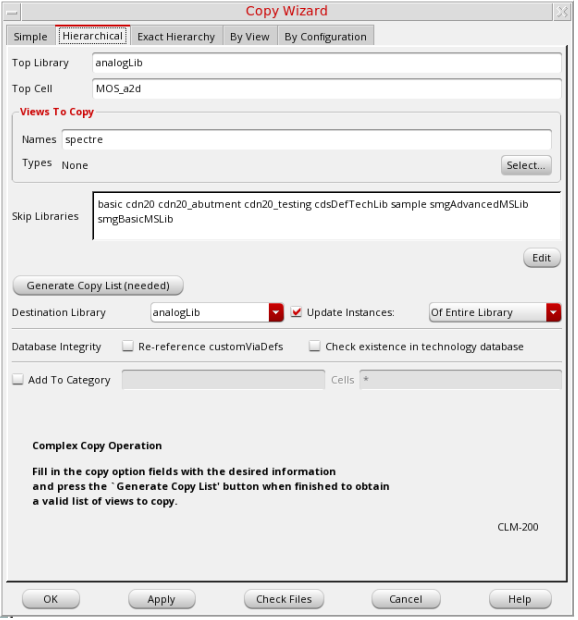 Copy Wizard
Simple Hierarchical Exact Hierarchy By View By Configuration
Top Library analogLib
Top Cell MOS_a2d
Views To Copy
Names spectre
Types None Select...
Skip Libraries basic cdn20 cdn20_abutment cdn20_testing cdsDefTechLib sample smgAdvancedMSLib
smgBasicMSLib
Edit
Generate Copy List (needed)
Destination Library analogLib Update Instances: Of Entire Library
Database Integrity Re-reference customViaDefs Check existence in technology database
Add To Category Cells *
Complex Copy Operation
Fill in the copy option fields with the desired information
and press the `Generate Copy List' button when finished to obtain
a valid list of views to copy.
CLM-200
OK Apply Check Files Cancel Help